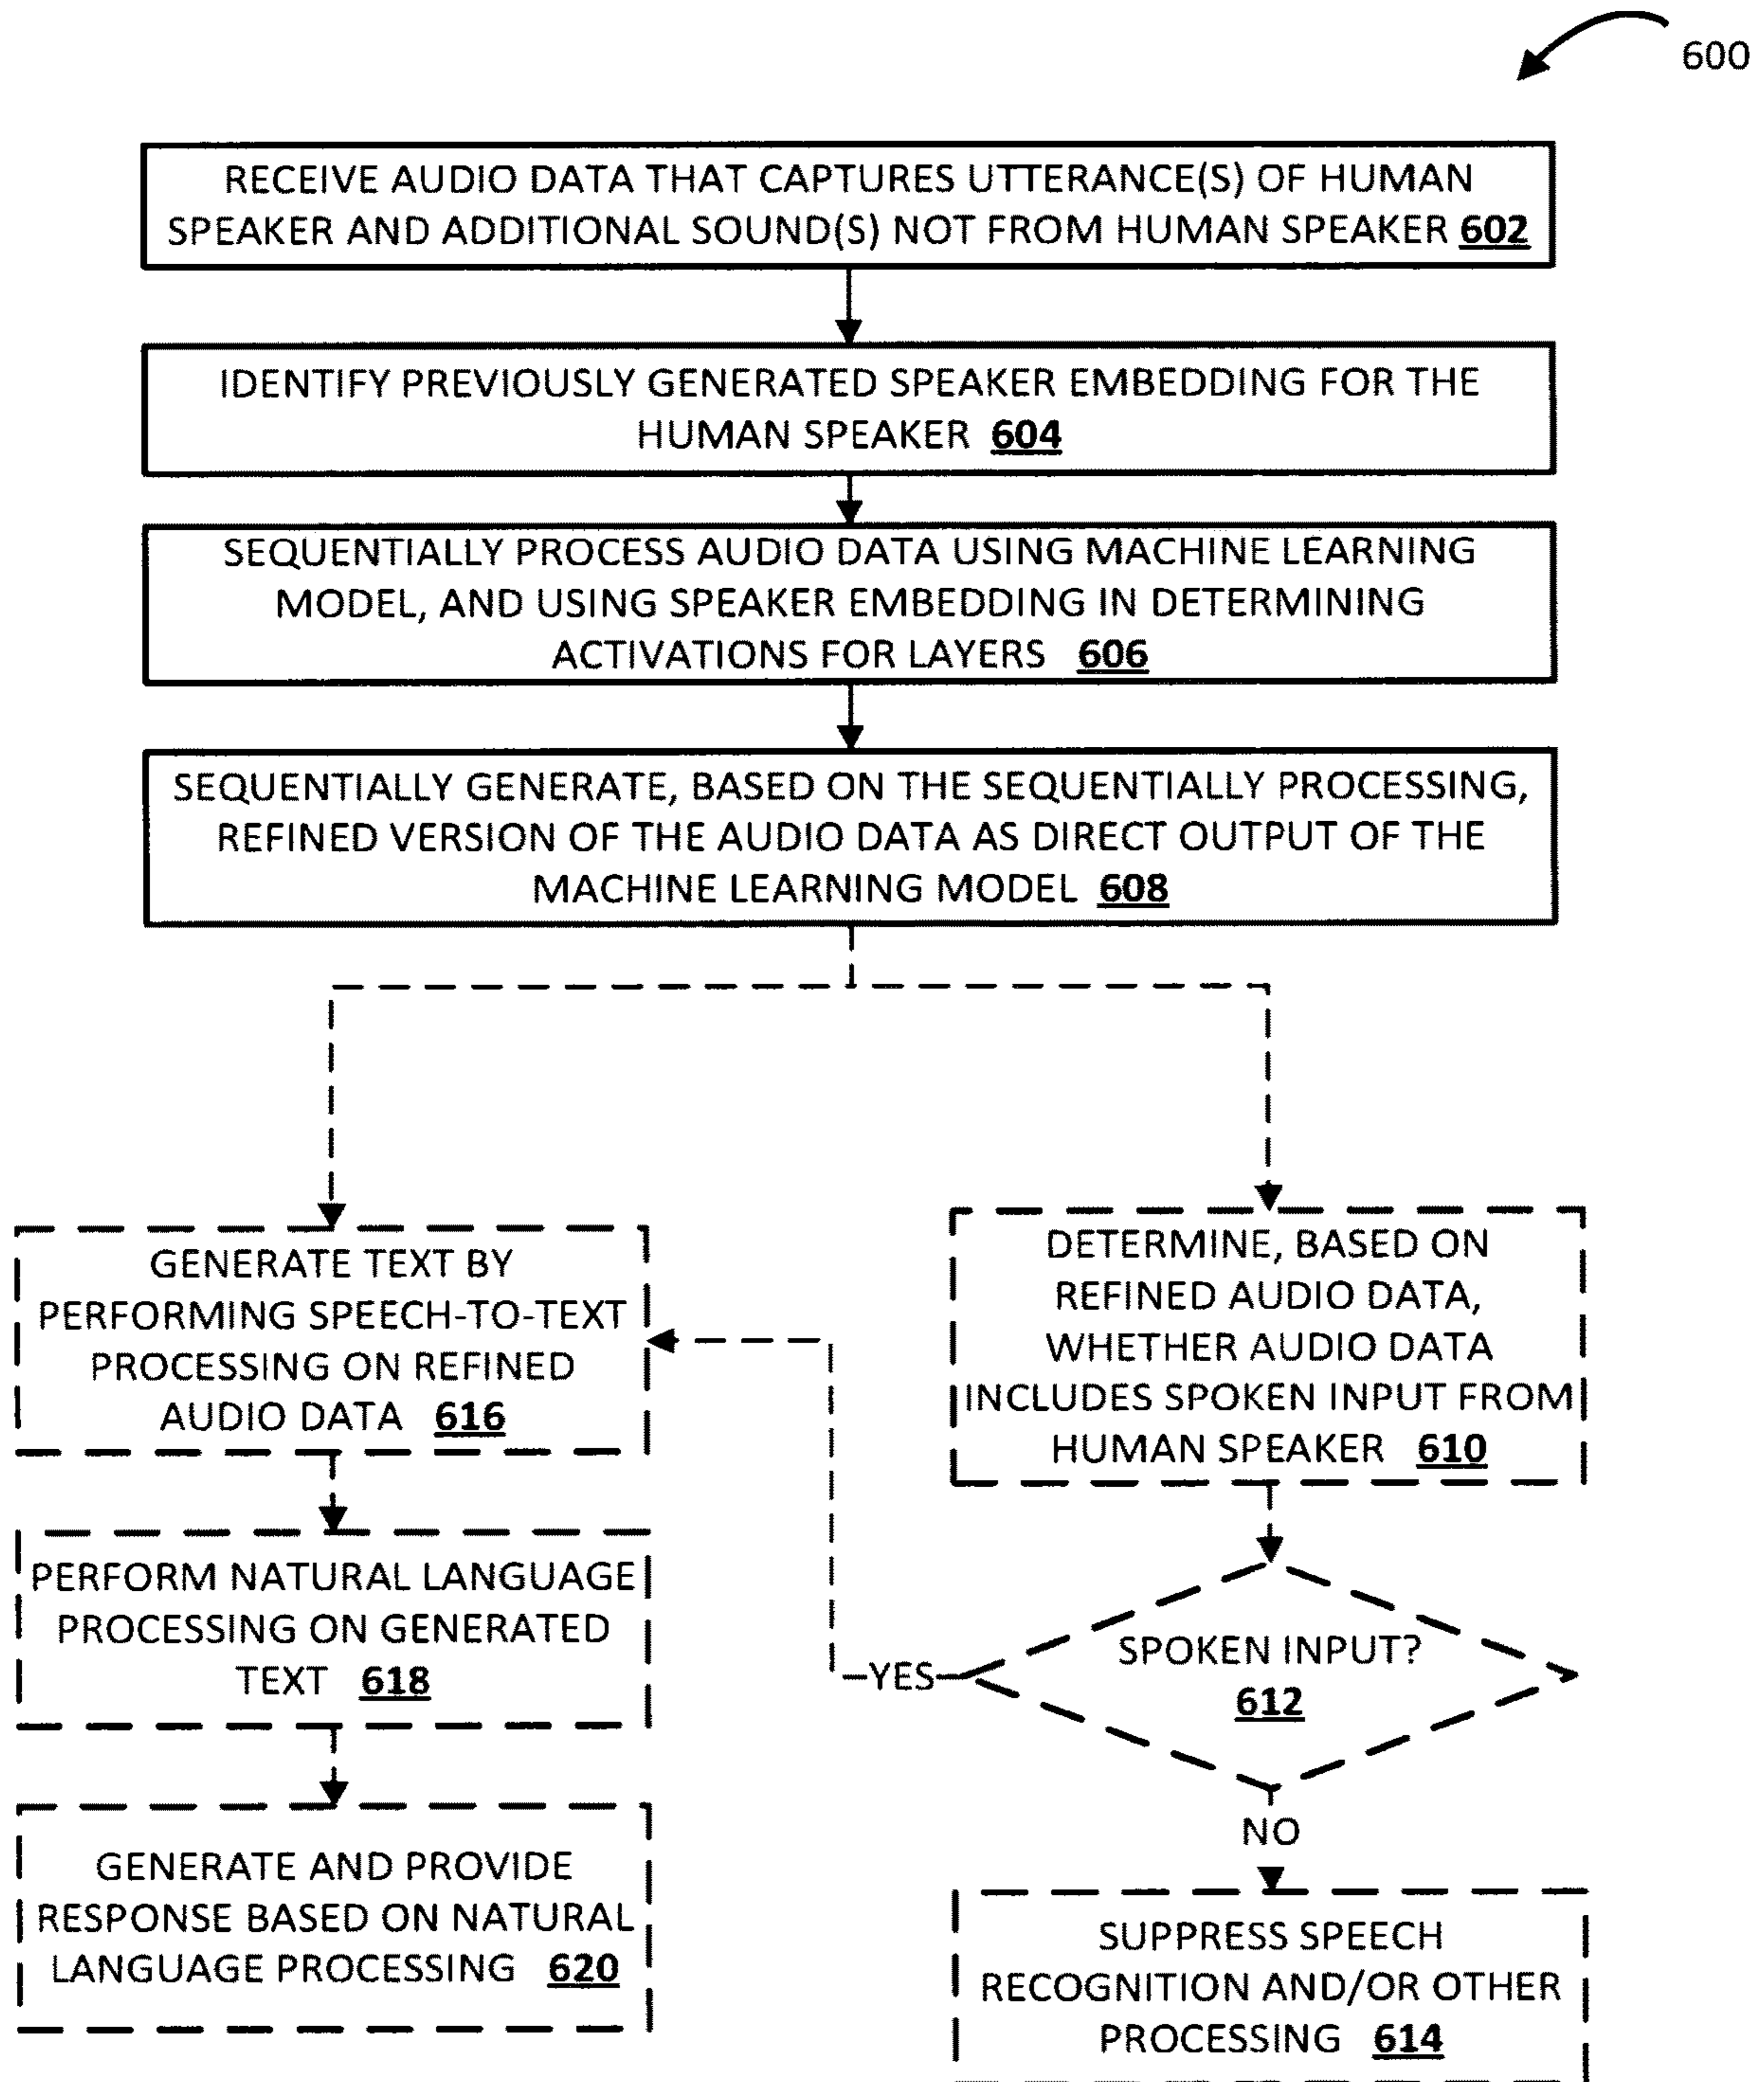 600
RECEIVE AUDIO DATA THAT CAPTURES UTTERANCE(S) OF HUMAN
SPEAKER AND ADDITIONAL SOUND(S) NOT FROM HUMAN SPEAKER 602
IDENTIFY PREVIOUSLY GENERATED SPEAKER EMBEDDING FOR THE
HUMAN SPEAKER 604
SEQUENTIALLY PROCESS AUDIO DATA USING MACHINE LEARNING
MODEL, AND USING SPEAKER EMBEDDING IN DETERMINING
ACTIVATIONS FOR LAYERS 606
SEQUENTIALLY GENERATE, BASED ON THE SEQUENTIALLY PROCESSING,
REFINED VERSION OF THE AUDIO DATA AS DIRECT OUTPUT OF THE
MACHINE LEARNING MODEL 608
GENERATE TEXT BY
PERFORMING SPEECH-TO-TEXT
PROCESSING ON REFINED
AUDIO DATA 616
PERFORM NATURAL LANGUAGE
PROCESSING ON GENERATED
TEXT 618
GENERATE AND PROVIDE
RESPONSE BASED ON NATURAL
LANGUAGE PROCESSING 620
DETERMINE, BASED ON
REFINED AUDIO DATA,
WHETHER AUDIO DATA
INCLUDES SPOKEN INPUT FROM
HUMAN SPEAKER 610
SPOKEN INPUT?
612
YES
NO
SUPPRESS SPEECH
RECOGNITION AND/OR OTHER
PROCESSING 614